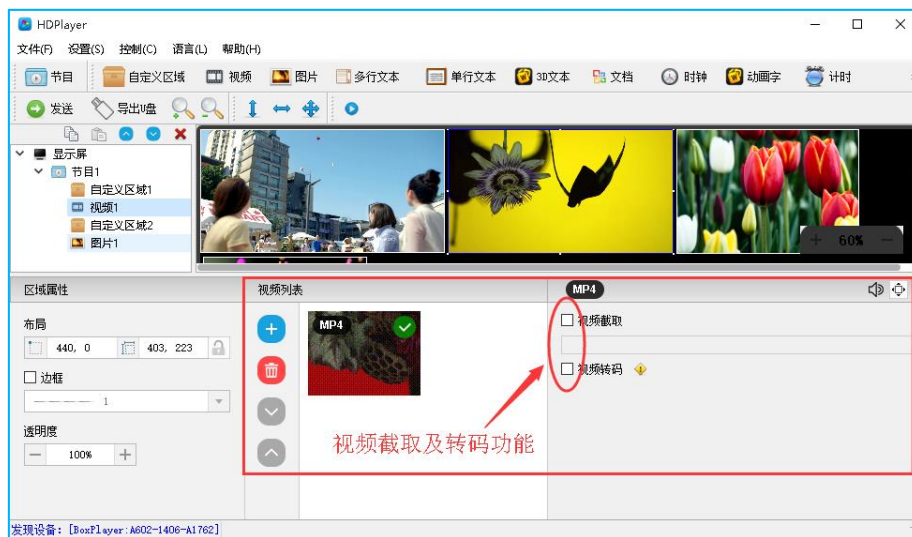 HDPlayer
文件(F) 设置(S) 控制(C) 语言(L) 帮助(H)
节目 自定义区域 视频 图片 多行文本 单行文本 3D文本 文档 时钟 动画字 计时
发送 导出U盘
显示屏
节目1
自定义区域1
视频1
自定义区域2
图片1
+ 60% −
区域属性
视频列表
MP4
布局
440, 0 403, 223
边框
1
透明度
100%
MP4
视频截取
视频转码
视频截取及转码功能
发现设备: [BoxPlayer:A602-1406-A1762]